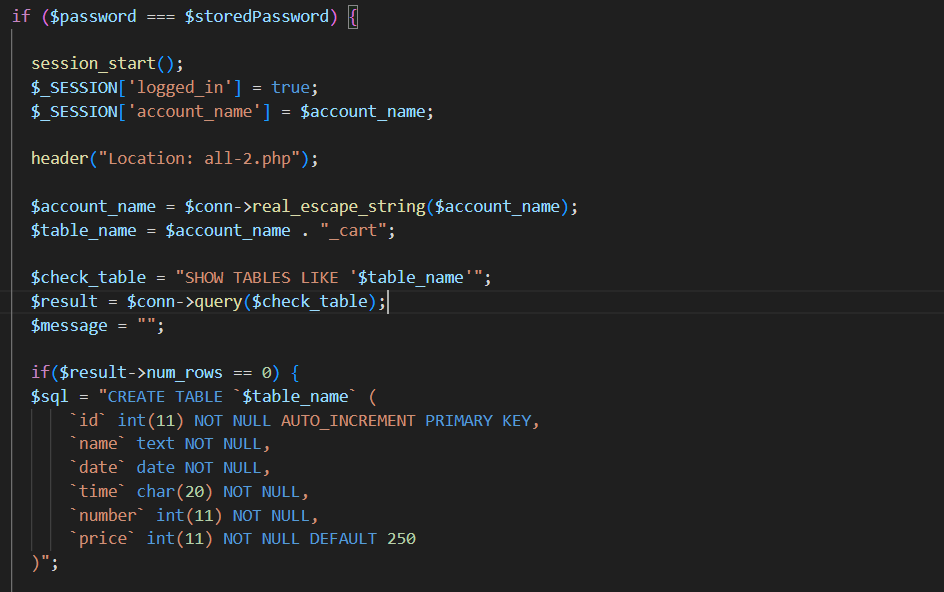 if ($password === $storedPassword) {
session_start();
$_SESSION['logged_in'] = true;
$_SESSION['account_name'] = $account_name;
header("Location: all-2.php");
$account_name = $conn->real_escape_string($account_name);
$table_name = $account_name . "_cart";
$check_table = "SHOW TABLES LIKE '$table_name'";
$result = $conn->query($check_table);
$message = "";
if($result->num_rows == 0) {
$sql = "CREATE TABLE `$table_name` (
`id` int(11) NOT NULL AUTO_INCREMENT PRIMARY KEY,
`name` text NOT NULL,
`date` date NOT NULL,
`time` char(20) NOT NULL,
`number` int(11) NOT NULL,
`price` int(11) NOT NULL DEFAULT 250
)";